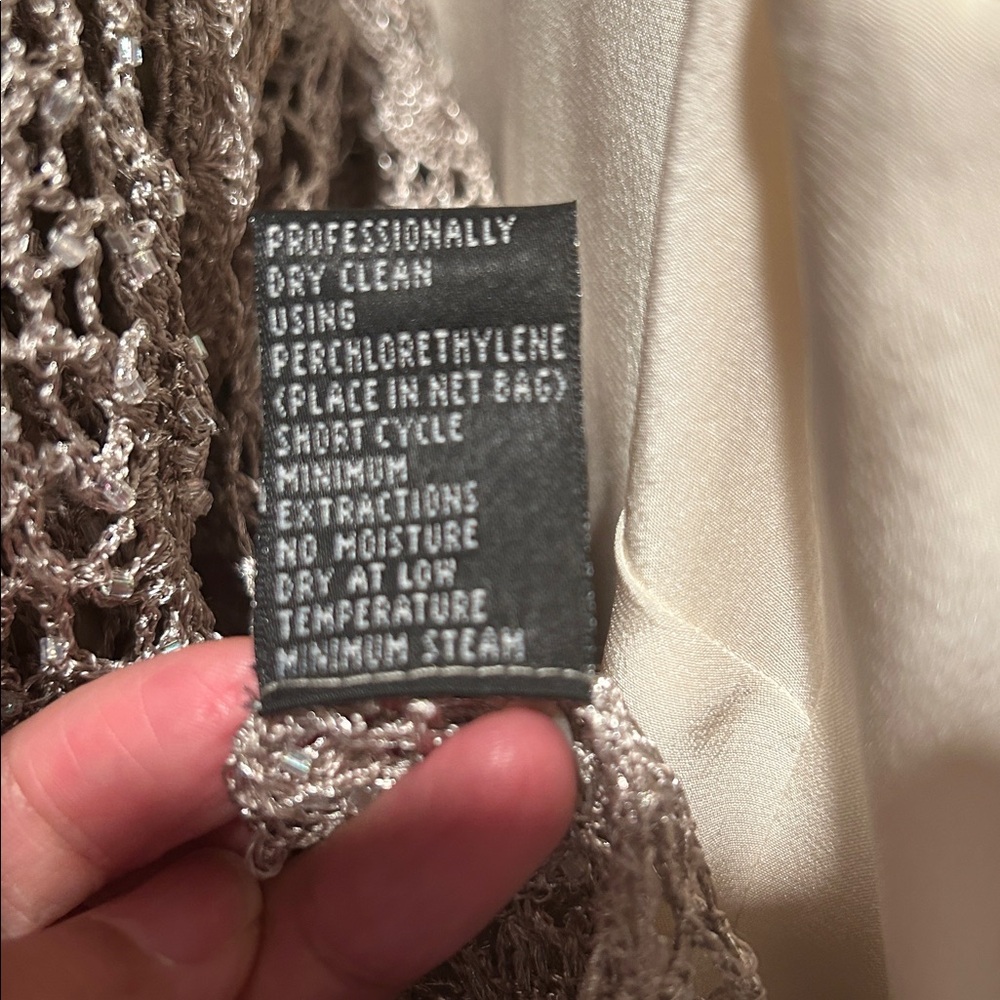 PROFESSIONALLY
DRY CLEAN
USING
PERCHLORETHYLENE
(PLACE IN NET BAG)
SHORT CYCLE
MINIMUM
EXTRACTIONS
NO MOISTURE
DRY AT LOW
TEMPERATURE
MINIMUM STEAM